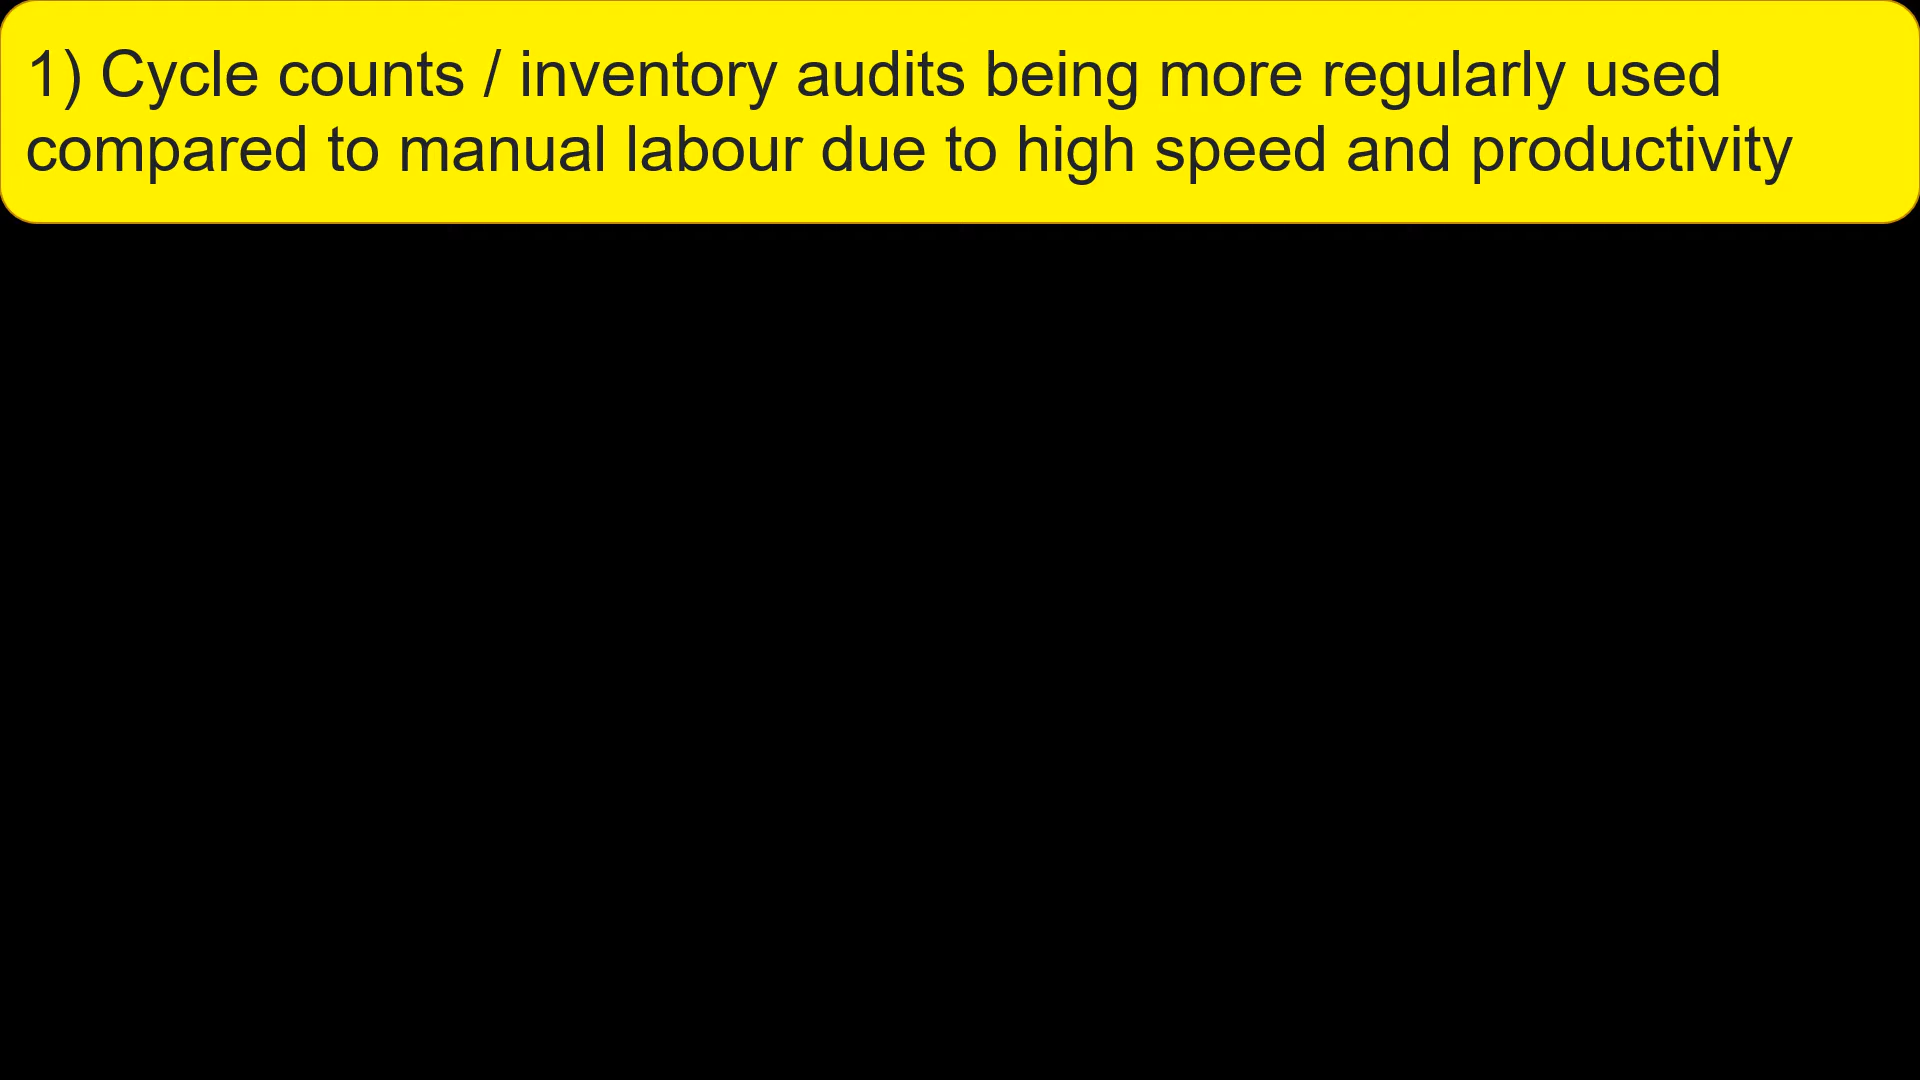 1) Cycle counts / inventory audits being more regularly used
compared to manual labour due to high speed and productivity